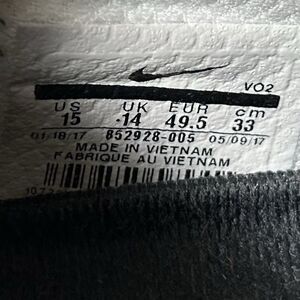 VO2
US UK EUR cm
15 -14 49.5 33
01/18/17 852928-005 05/09/17
MADE IN VIETNAM
FABRIQUE AU VIETNAM